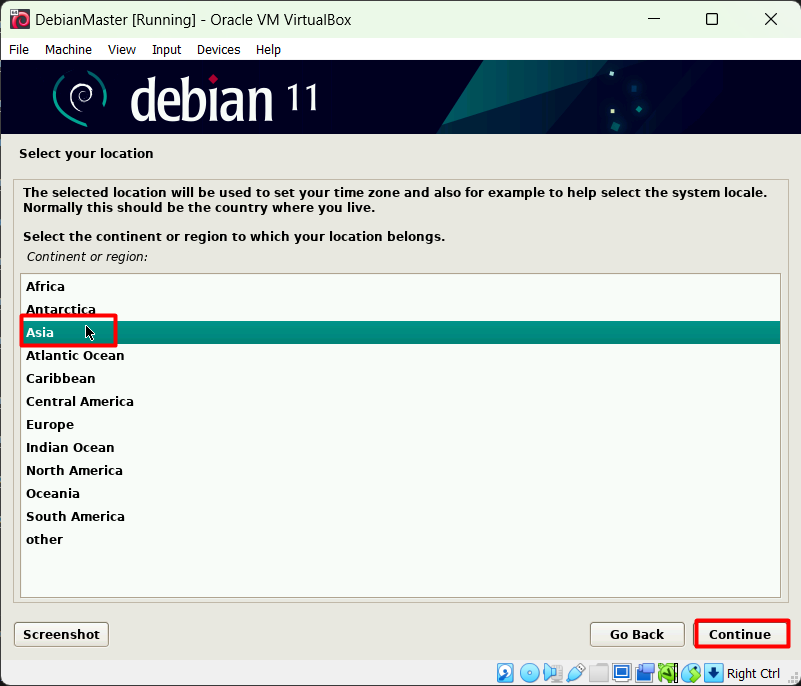 DebianMaster [Running] - Oracle VM VirtualBox
File Machine View Input Devices Help
debian 11
Select your location
The selected location will be used to set your time zone and also for example to help select the system locale.
Normally this should be the country where you live.
Select the continent or region to which your location belongs.
Continent or region:
Africa
Antarctica
Asia
Atlantic Ocean
Caribbean
Central America
Europe
Indian Ocean
North America
Oceania
South America
other
Screenshot Go Back Continue
Right Ctrl